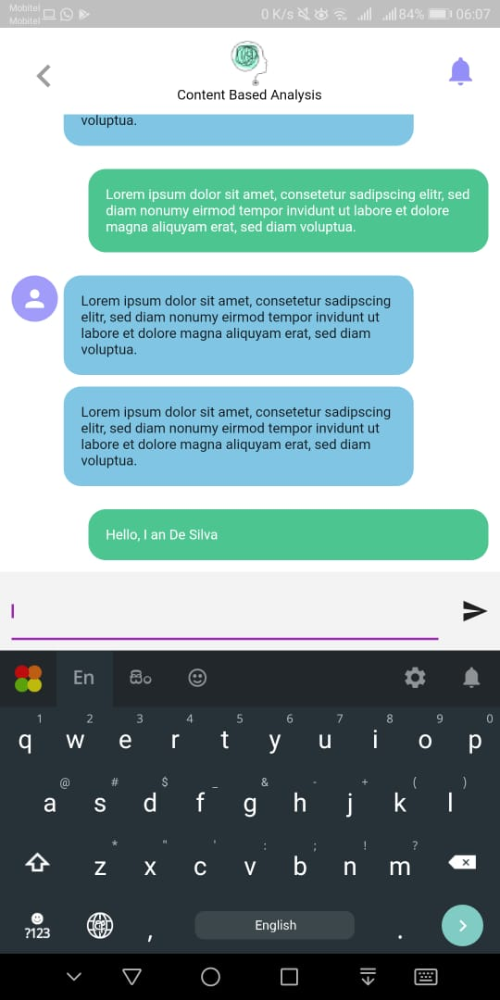 Mobitel
Mobitel
0 K/s 84% 06:07
Content Based Analysis
voluptua.
Lorem ipsum dolor sit amet, consetetur sadipscing elitr, sed
diam nonumy eirmod tempor invidunt ut labore et dolore
magna aliquyam erat, sed diam voluptua.
Lorem ipsum dolor sit amet, consetetur sadipscing
elitr, sed diam nonumy eirmod tempor invidunt ut
labore et dolore magna aliquyam erat, sed diam
voluptua.
Lorem ipsum dolor sit amet, consetetur sadipscing
elitr, sed diam nonumy eirmod tempor invidunt ut
labore et dolore magna aliquyam erat, sed diam
voluptua.
Hello, I an De Silva
En සිං
1 2 3 4 5 6 7 8 9 0
q w e r t y u i o p
@ # $ _ & - + ( )
a s d f g h j k l
* " ' : ; ! ?
z x c v b n m
?123 , English .